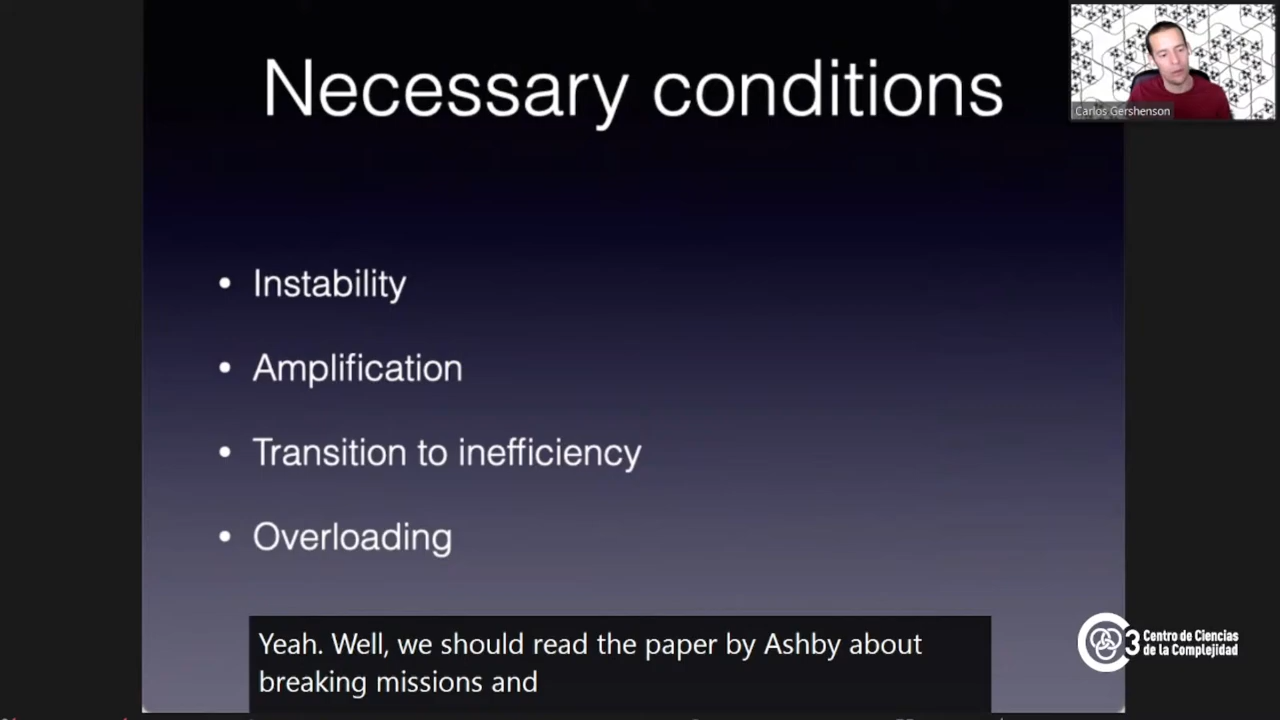 Necessary conditions
Carlos Gershenson
• Instability
• Amplification
• Transition to inefficiency
• Overloading
Yeah. Well, we should read the paper by Ashby about
breaking missions and
C3 Centro de Ciencias
de la Complejidad